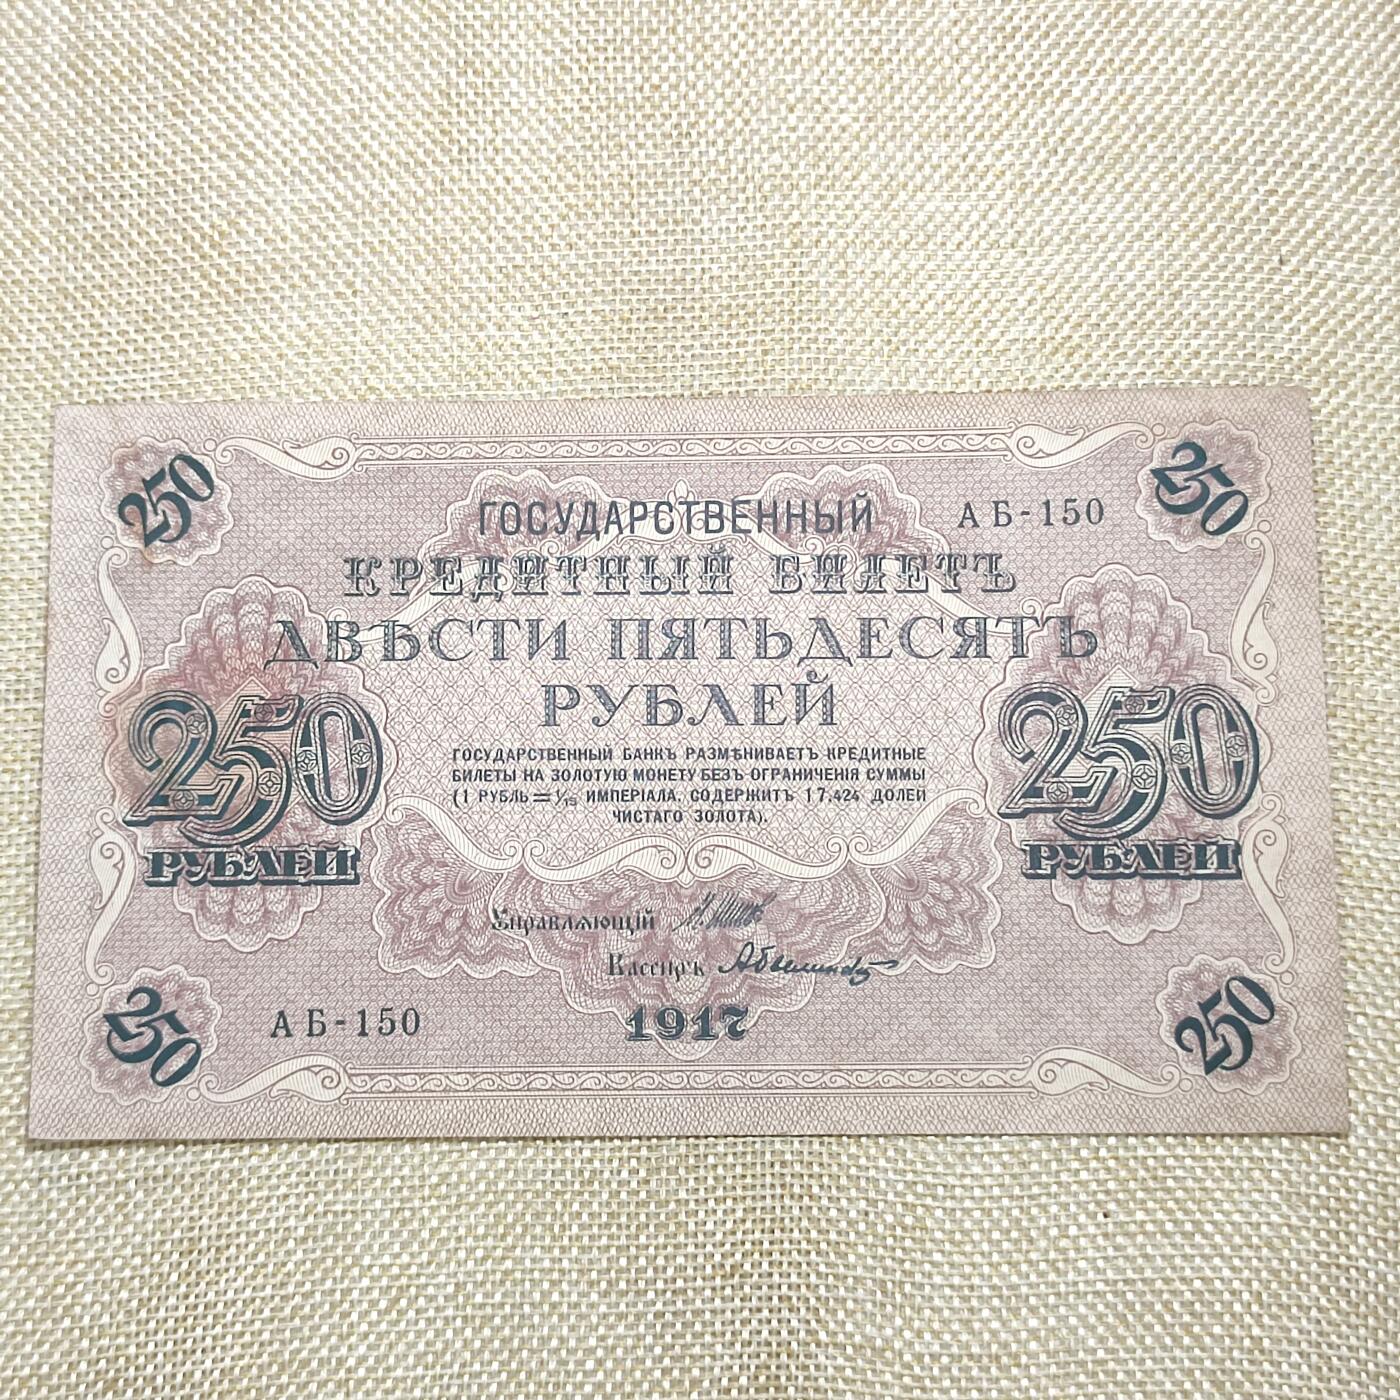 250 250
ГОСУДАРСТВЕННЫЙ АБ-150
КРЕДИТНЫЙ БИЛЕТЪ
ДВѢСТИ ПЯТЬДЕСЯТЪ
РУБЛЕЙ
250 РУБЛЕЙ
ГОСУДАРСТВЕННЫЙ БАНКЪ РАЗМѢНИВАЕТЪ КРЕДИТНЫЕ
БИЛЕТЫ НА ЗОЛОТУЮ МОНЕТУ БЕЗЪ ОГРАНИЧЕНІЯ СУММЫ
(1 РУБЛЬ = 1/15 ИМПЕРІАЛА, СОДЕРЖИТЪ 17,424 ДОЛЕЙ
ЧИСТАГО ЗОЛОТА).
250 РУБЛЕЙ
Управляющій
Кассиръ
АБ-150 1917
250 250